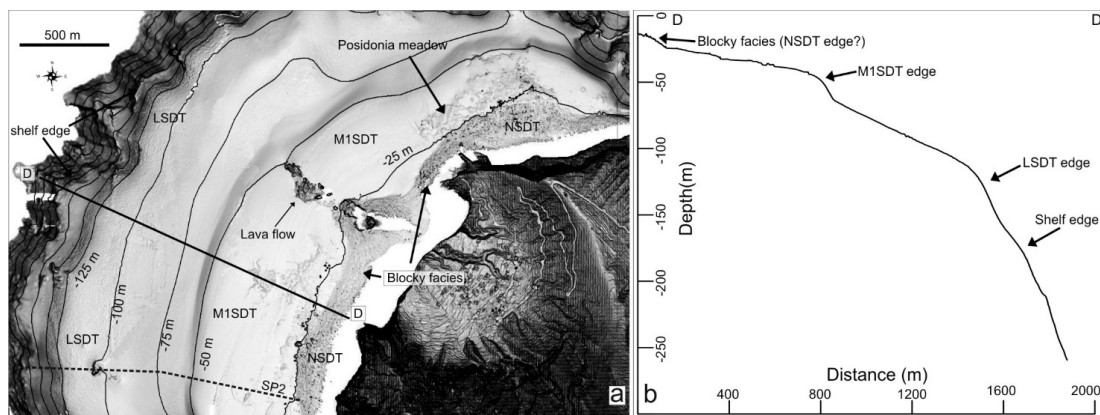 500 m
N
W
E
S
shelf edge
D
LSDT
Posidonia meadow
M1SDT
-25 m
NSDT
Lava flow
Blocky facies
-125 m
-100 m
-75 m
-50 m
LSDT
M1SDT
D
NSDT
SP2
a
0
-50
-100
-150
-200
-250
Depth(m)
D
D
Blocky facies (NSDT edge?)
M1SDT edge
LSDT edge
Shelf edge
Distance (m)
0
400
800
1200
1600
2000
b